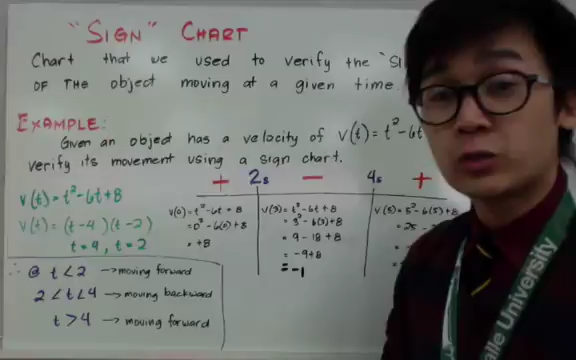 "SIGN" CHART
Chart that we used to verify the "SI
OF THE object moving at a given time.
EXAMPLE:
Given an object has a velocity of v(t) = t² - 6t
verify its movement using a sign chart.
+ 2s − 4s +
v(t) = t² - 6t + 8
v(t) = (t-4)(t-2)
t = 4, t = 2
v(0) = t² - 6t + 8
= 0² - 6(0) + 8
= +8
v(3) = t² - 6t + 8
= 3² - 6(3) + 8
= 9 - 18 + 8
= -9 + 8
= -1
v(5) = 5² - 6(5) + 8
= 25 -
∴ @ t < 2 → moving forward
2 < t < 4 → moving backward
t > 4 → moving forward
lle University